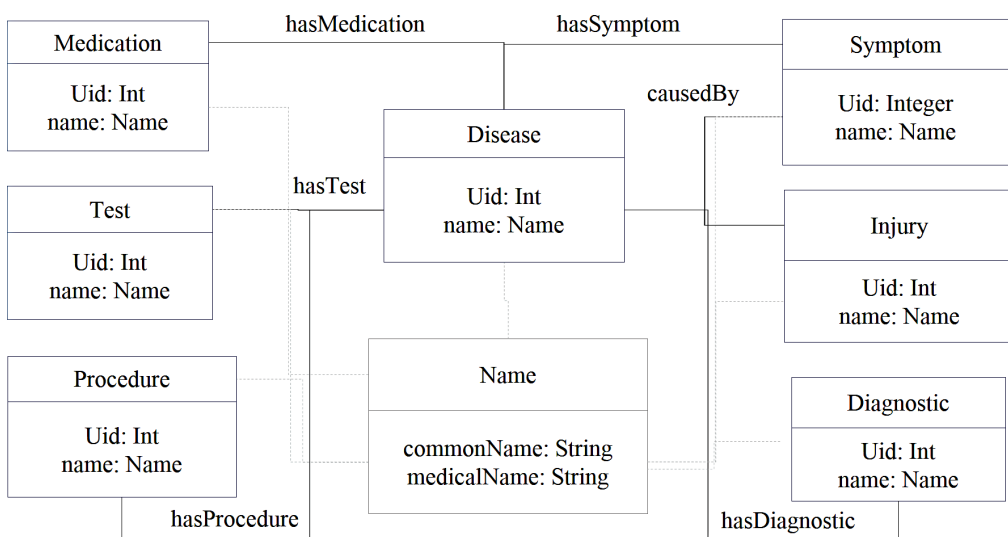 hasMedication
hasSymptom
Medication
Uid: Int
name: Name
Symptom
Uid: Integer
name: Name
causedBy
Disease
Uid: Int
name: Name
hasTest
Test
Uid: Int
name: Name
Injury
Uid: Int
name: Name
Procedure
Uid: Int
name: Name
Name
commonName: String
medicalName: String
Diagnostic
Uid: Int
name: Name
hasProcedure
hasDiagnostic